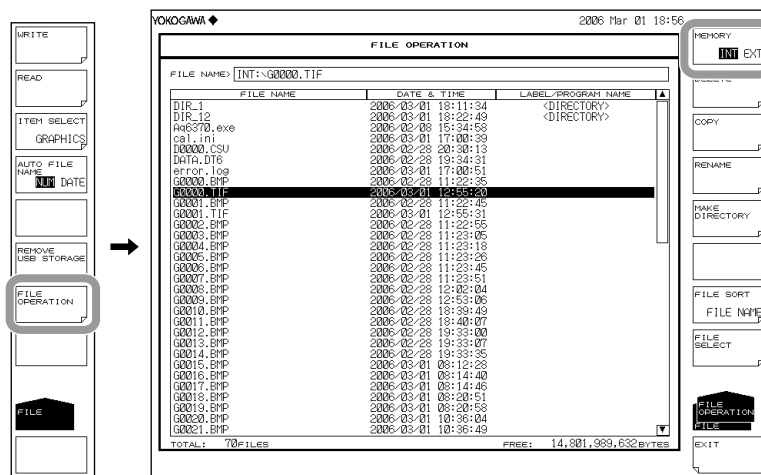 WRITE
READ
ITEM SELECT
GRAPHICS
AUTO FILE
NAME
NUM DATE
REMOVE
USB STORAGE
FILE
OPERATION
FILE
YOKOGAWA ◆ 2006 Mar 01 18:56
FILE OPERATION
FILE NAME> INT:\G0000.TIF
FILE NAME DATE & TIME LABEL/PROGRAM NAME
DIR_1 2006/03/01 18:11:34 <DIRECTORY>
DIR_12 2006/03/01 18:22:49 <DIRECTORY>
Aq6370.exe 2006/02/08 15:34:58
cal.ini 2006/03/01 17:00:39
D0000.CSV 2006/02/28 20:30:13
DATA.DT6 2006/02/28 19:34:31
error.log 2006/03/01 17:00:51
G0000.BMP 2006/02/28 11:22:35
G0000.TIF 2006/03/01 12:55:20
G0001.BMP 2006/02/28 11:22:45
G0001.TIF 2006/03/01 12:55:31
G0002.BMP 2006/02/28 11:22:55
G0003.BMP 2006/02/28 11:23:05
G0004.BMP 2006/02/28 11:23:18
G0005.BMP 2006/02/28 11:23:26
G0006.BMP 2006/02/28 11:23:45
G0007.BMP 2006/02/28 11:23:51
G0008.BMP 2006/02/28 12:02:04
G0009.BMP 2006/02/28 12:53:06
G0010.BMP 2006/02/28 18:39:49
G0011.BMP 2006/02/28 18:40:07
G0012.BMP 2006/02/28 19:33:00
G0013.BMP 2006/02/28 19:33:07
G0014.BMP 2006/02/28 19:33:35
G0015.BMP 2006/03/01 08:12:28
G0016.BMP 2006/03/01 08:14:40
G0017.BMP 2006/03/01 08:14:46
G0018.BMP 2006/03/01 08:20:51
G0019.BMP 2006/03/01 08:20:58
G0020.BMP 2006/03/01 10:36:04
G0021.BMP 2006/03/01 10:36:49
TOTAL: 70FILES FREE: 14,801,989,632BYTES
MEMORY
INT EXT
DELETE
COPY
RENAME
MAKE
DIRECTORY
FILE SORT
FILE NAME
FILE
SELECT
FILE
OPERATION
FILE
EXIT